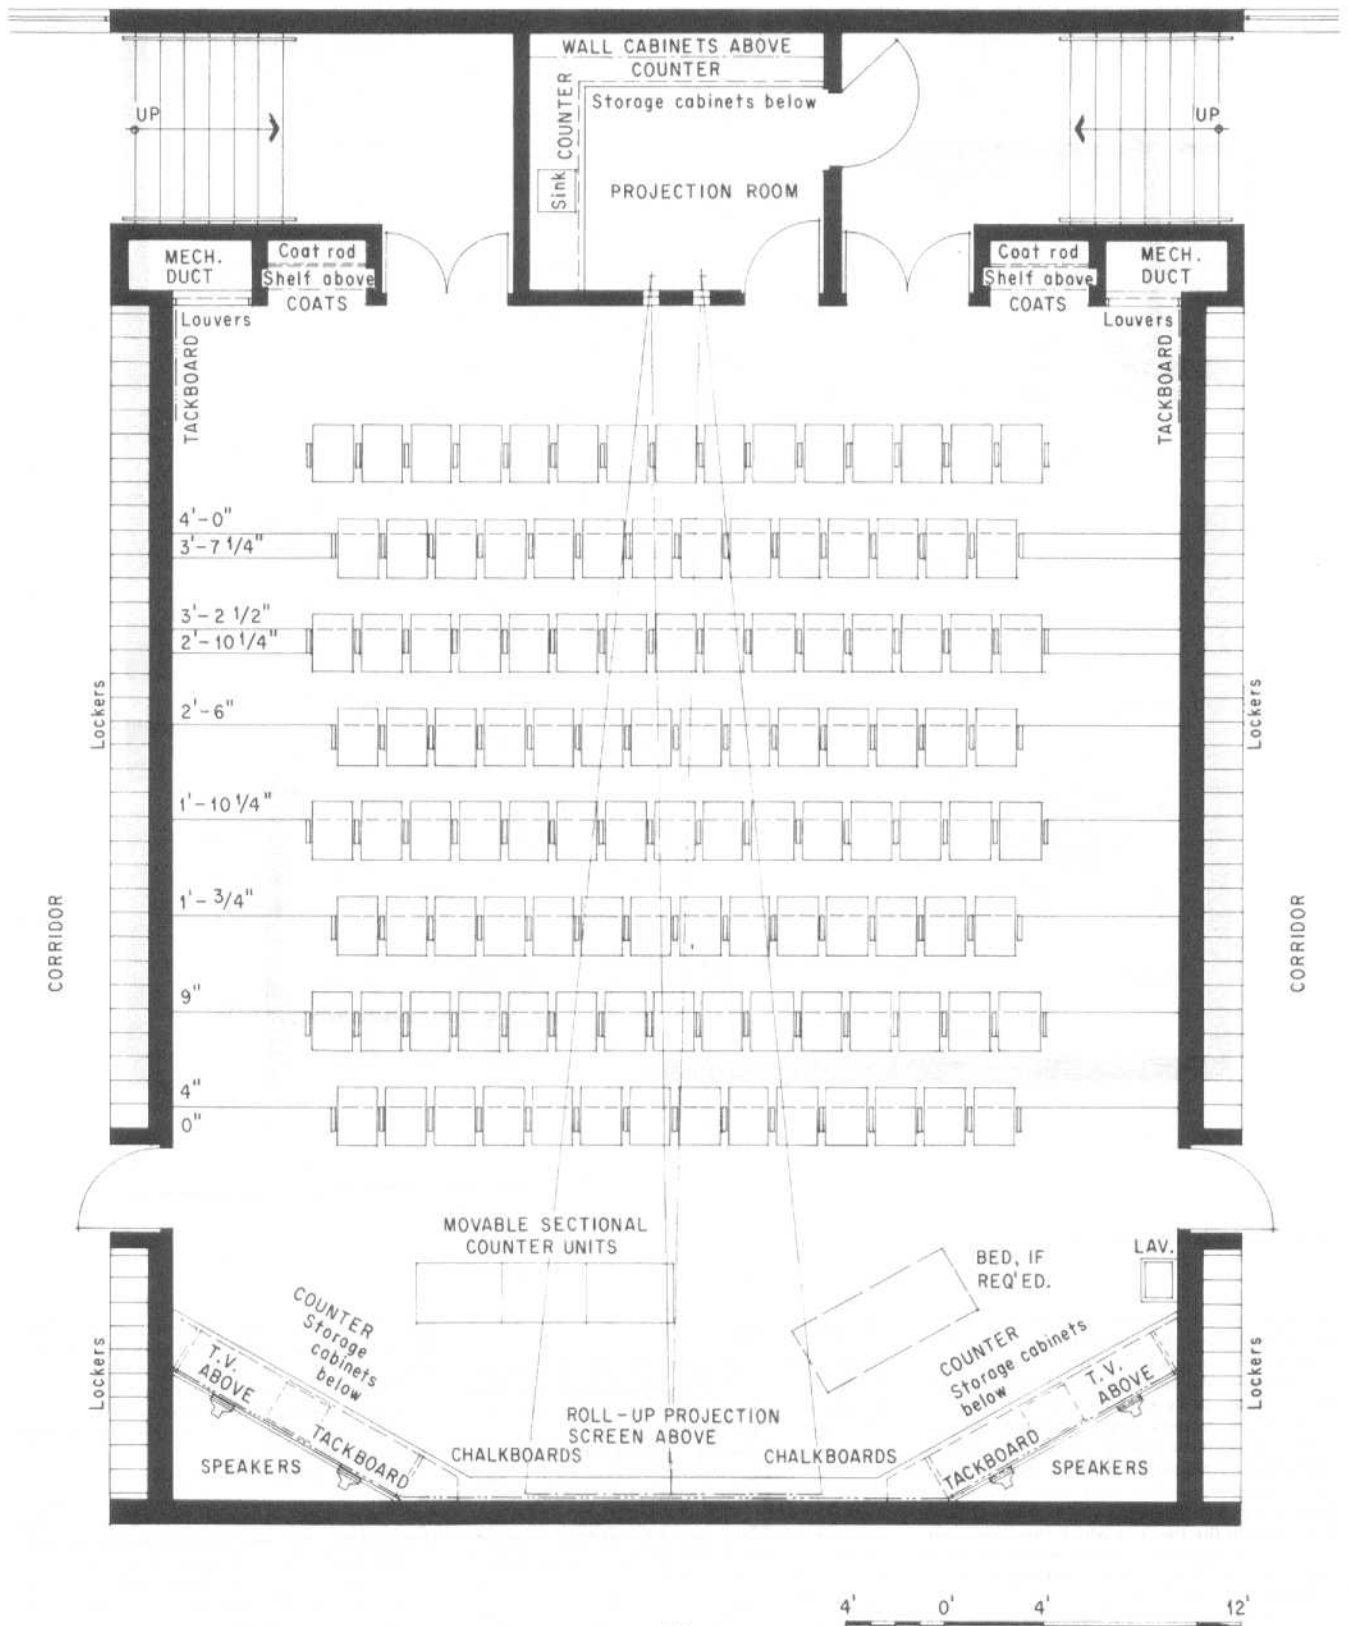 WALL CABINETS ABOVE
COUNTER
Storage cabinets below
COUNTER
Sink
PROJECTION ROOM
UP
UP
MECH.
DUCT
Coat rod
Shelf above
COATS
Coat rod
Shelf above
COATS
MECH.
DUCT
Louvers
Louvers
TACKBOARD
TACKBOARD
4'-0"
3'-7 1/4"
3'-2 1/2"
2'-10 1/4"
2'-6"
1'-10 1/4"
1'-3/4"
9"
4"
0"
Lockers
Lockers
CORRIDOR
CORRIDOR
MOVABLE SECTIONAL
COUNTER UNITS
BED, IF
REQ'ED.
LAV.
COUNTER
Storage
cabinets
below
COUNTER
Storage cabinets
below
T.V.
ABOVE
T.V.
ABOVE
Lockers
Lockers
ROLL-UP PROJECTION
SCREEN ABOVE
CHALKBOARDS
CHALKBOARDS
TACKBOARD
TACKBOARD
SPEAKERS
SPEAKERS
4' 0' 4' 12'